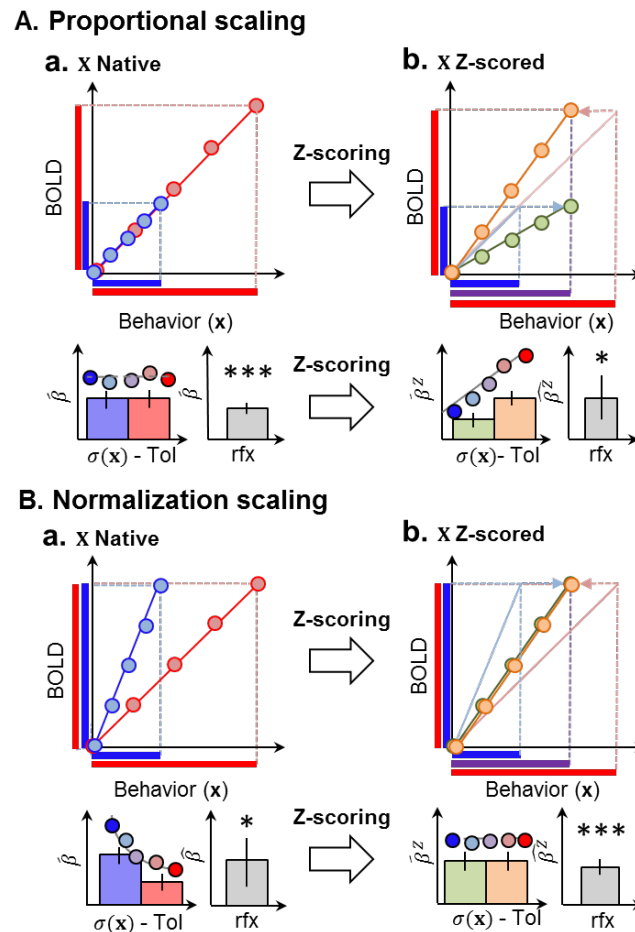 A. Proportional scaling
a. X Native
b. X Z-scored
BOLD
Z-scoring
BOLD
Behavior (x)
Behavior (x)
β̂
β̂
***
Z-scoring
β̂ᶻ
β̂ᶻ
*
σ(x) - Tol
rfx
σ(x) - Tol
rfx
B. Normalization scaling
a. X Native
b. X Z-scored
BOLD
Z-scoring
BOLD
Behavior (x)
Behavior (x)
β̂
β̂
*
Z-scoring
β̂ᶻ
β̂ᶻ
***
σ(x) - Tol
rfx
σ(x) - Tol
rfx